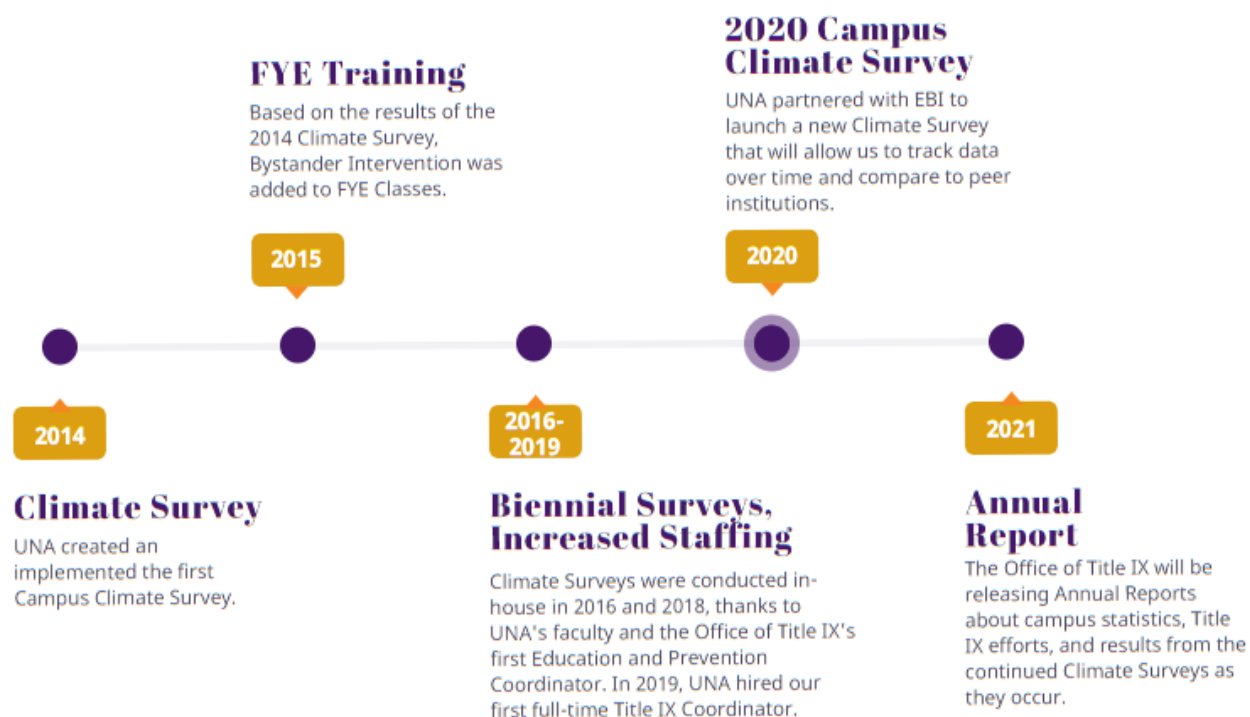 2020 Campus
Climate Survey
UNA partnered with EBI to
launch a new Climate Survey
that will allow us to track data
over time and compare to peer
institutions.
FYE Training
Based on the results of the
2014 Climate Survey,
Bystander Intervention was
added to FYE Classes.
2015
2020
2014
2016-
2019
2021
Climate Survey
UNA created an
implemented the first
Campus Climate Survey.
Biennial Surveys,
Increased Staffing
Climate Surveys were conducted in-
house in 2016 and 2018, thanks to
UNA's faculty and the Office of Title IX's
first Education and Prevention
Coordinator. In 2019, UNA hired our
first full-time Title IX Coordinator.
Annual
Report
The Office of Title IX will be
releasing Annual Reports
about campus statistics, Title
IX efforts, and results from the
continued Climate Surveys as
they occur.